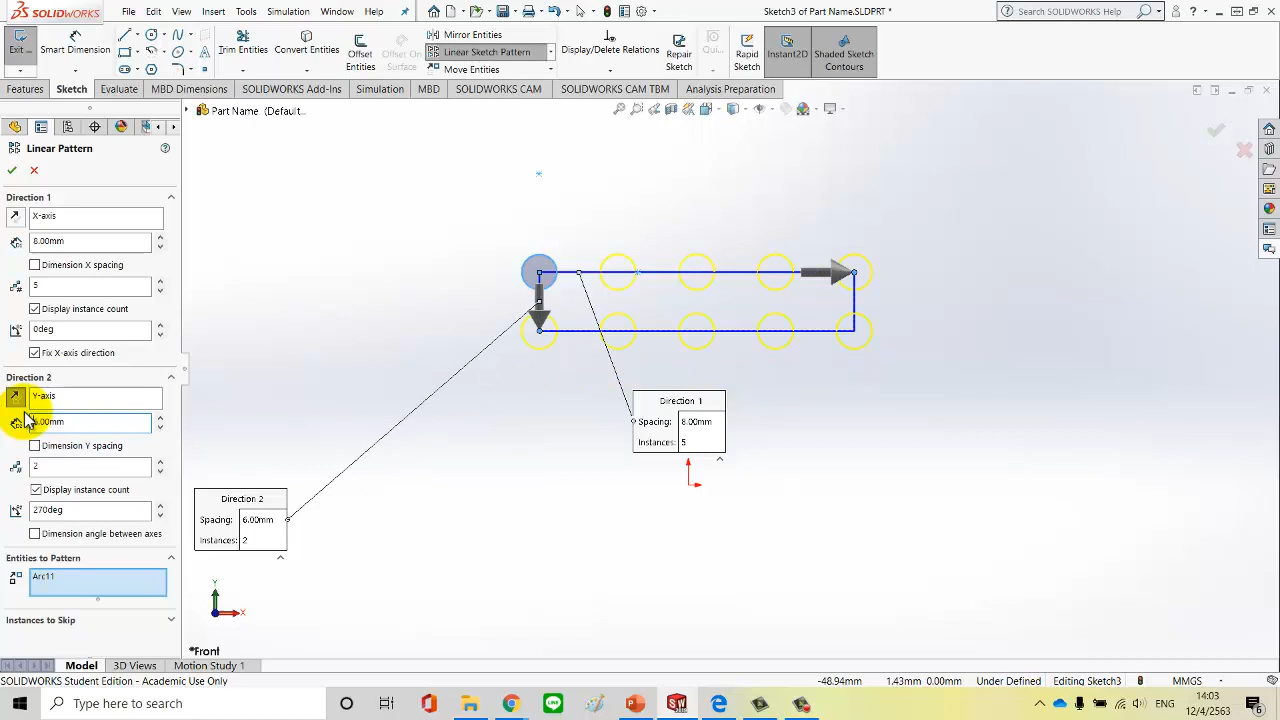 SOLIDWORKS File Edit View Insert Tools Simulation Window Help Sketch3 of Part Name.SLDPRT * Search SOLIDWORKS Help
Exit ... Smart Dimension Trim Entities Convert Entities Offset Entities Offset On Surface Mirror Entities Linear Sketch Pattern Move Entities Display/Delete Relations Repair Sketch Qui... Rapid Sketch Instant2D Shaded Sketch Contours
Features Sketch Evaluate MBD Dimensions SOLIDWORKS Add-Ins Simulation MBD SOLIDWORKS CAM SOLIDWORKS CAM TBM Analysis Preparation
Part Name (Default...
Linear Pattern
Direction 1
X-axis
8.00mm
Dimension X spacing
5
Display instance count
0deg
Fix X-axis direction
Direction 2
Y-axis
.00mm
Dimension Y spacing
2
Display instance count
270deg
Dimension angle between axes
Entities to Pattern
Arc11
Instances to Skip
Direction 1
Spacing: 8.00mm
Instances: 5
Direction 2
Spacing: 6.00mm
Instances: 2
Y
X
*Front
Model 3D Views Motion Study 1
SOLIDWORKS Student Edition - Academic Use Only -48.94mm 1.43mm 0.00mm Under Defined Editing Sketch3 MMGS
Type here to search
14:03
12/4/2563
6